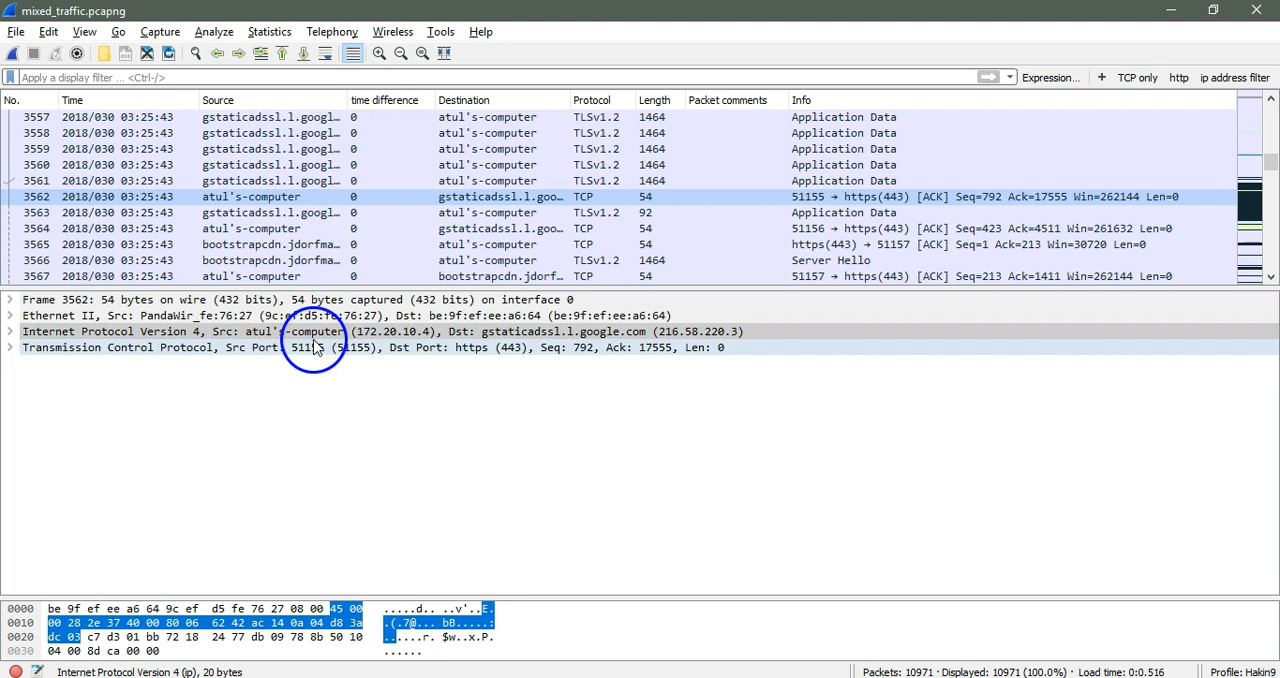 mixed_traffic.pcapng
File Edit View Go Capture Analyze Statistics Telephony Wireless Tools Help
Apply a display filter ... <Ctrl-/> Expression... + TCP only http ip address filter
No. Time Source time difference Destination Protocol Length Packet comments Info
3557 2018/030 03:25:43 gstaticadssl.l.googl… 0 atul's-computer TLSv1.2 1464 Application Data
3558 2018/030 03:25:43 gstaticadssl.l.googl… 0 atul's-computer TLSv1.2 1464 Application Data
3559 2018/030 03:25:43 gstaticadssl.l.googl… 0 atul's-computer TLSv1.2 1464 Application Data
3560 2018/030 03:25:43 gstaticadssl.l.googl… 0 atul's-computer TLSv1.2 1464 Application Data
3561 2018/030 03:25:43 gstaticadssl.l.googl… 0 atul's-computer TLSv1.2 1464 Application Data
3562 2018/030 03:25:43 atul's-computer 0 gstaticadssl.l.goo… TCP 54 51155 → https(443) [ACK] Seq=792 Ack=17555 Win=262144 Len=0
3563 2018/030 03:25:43 gstaticadssl.l.googl… 0 atul's-computer TLSv1.2 92 Application Data
3564 2018/030 03:25:43 atul's-computer 0 gstaticadssl.l.goo… TCP 54 51156 → https(443) [ACK] Seq=423 Ack=4511 Win=261632 Len=0
3565 2018/030 03:25:43 bootstrapcdn.jdorfma… 0 atul's-computer TCP 54 https(443) → 51157 [ACK] Seq=1 Ack=213 Win=30720 Len=0
3566 2018/030 03:25:43 bootstrapcdn.jdorfma… 0 atul's-computer TLSv1.2 1464 Server Hello
3567 2018/030 03:25:43 atul's-computer 0 bootstrapcdn.jdorf… TCP 54 51157 → https(443) [ACK] Seq=213 Ack=1411 Win=262144 Len=0
Frame 3562: 54 bytes on wire (432 bits), 54 bytes captured (432 bits) on interface 0
Ethernet II, Src: PandaWir_fe:76:27 (9c:ef:d5:fe:76:27), Dst: be:9f:ef:ee:a6:64 (be:9f:ef:ee:a6:64)
Internet Protocol Version 4, Src: atul's-computer (172.20.10.4), Dst: gstaticadssl.l.google.com (216.58.220.3)
Transmission Control Protocol, Src Port: 51155 (51155), Dst Port: https (443), Seq: 792, Ack: 17555, Len: 0
0000 be 9f ef ee a6 64 9c ef d5 fe 76 27 08 00 45 00 .....d.. ..v'..E.
0010 00 28 2e 37 40 00 80 06 62 42 ac 14 0a 04 d8 3a .(.7@... bB.....:
0020 dc 03 c7 d3 01 bb 72 18 24 77 db 09 78 8b 50 10 ......r. $w..x.P.
0030 04 00 8d ca 00 00 ......
Internet Protocol Version 4 (ip), 20 bytes Packets: 10971 · Displayed: 10971 (100.0%) · Load time: 0:0.516 Profile: Hakin9